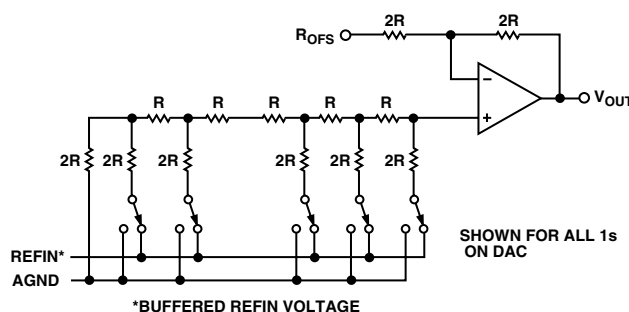 2R 2R
R_OFS
V_OUT
R R R R R
2R 2R 2R 2R 2R 2R
REFIN*
AGND
SHOWN FOR ALL 1s
ON DAC
*BUFFERED REFIN VOLTAGE